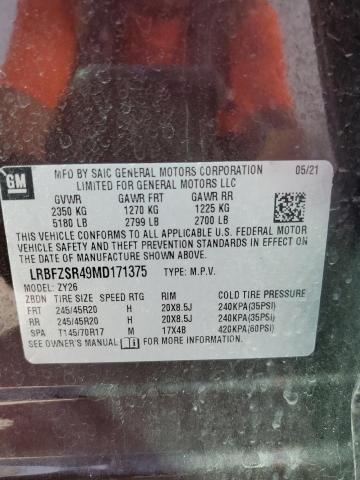 GM
MFD BY SAIC GENERAL MOTORS CORPORATION 05/21
LIMITED FOR GENERAL MOTORS LLC
GVWR GAWR FRT GAWR RR
2350 KG 1270 KG 1225 KG
5180 LB 2799 LB 2700 LB
THIS VEHICLE CONFORMS TO ALL APPLICABLE U.S. FEDERAL MOTOR VEHICLE SAFETY AND THEFT PREVENTION STANDARDS IN EFFECT ON
THE DATE OF MANUFACTURE SHOWN ABOVE.
LRBFZSR49MD171375 TYPE: M.P.V.
MODEL: ZY26
ZBDN TIRE SIZE SPEED RTG RIM COLD TIRE PRESSURE
FRT 245/45R20 H 20X8.5J 240KPA(35PSI)
RR 245/45R20 H 20X8.5J 240KPA(35PSI)
SPA T145/70R17 M 17X4B 420KPA(60PSI)
SEE OWNER'S MANUAL FOR MORE INFORMATION